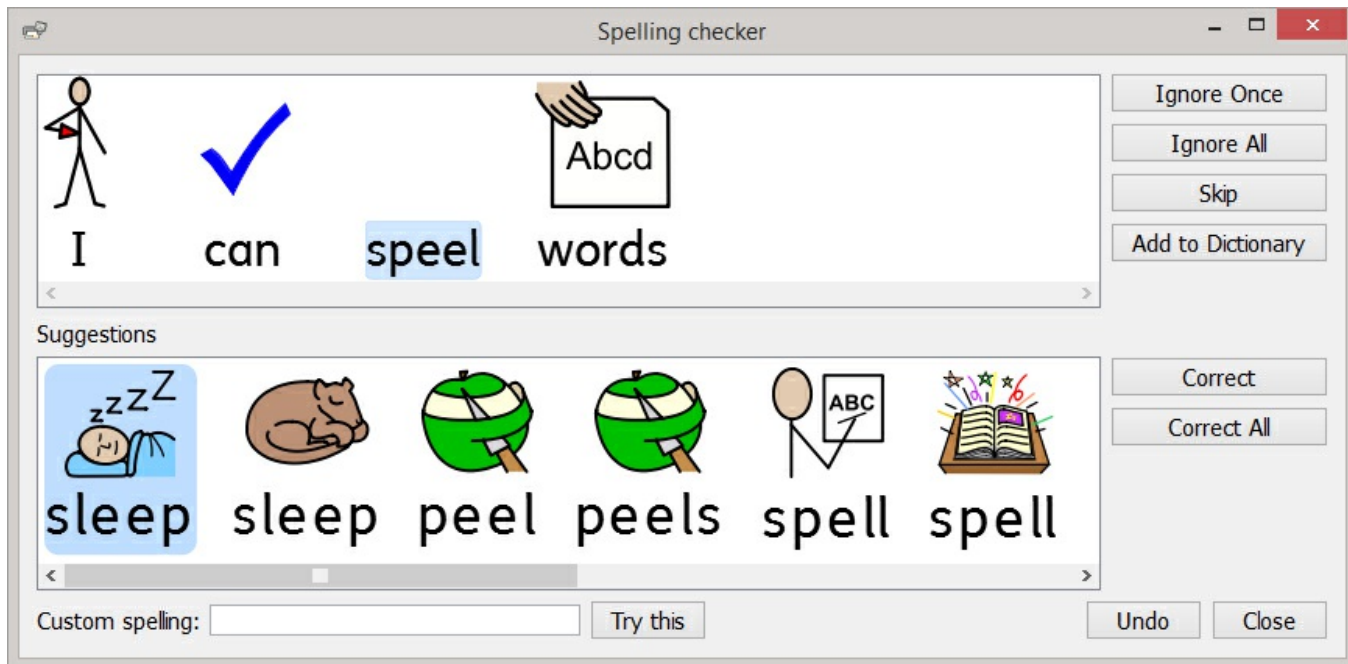 Spelling checker
Abcd
I can speel words
Ignore Once
Ignore All
Skip
Add to Dictionary
Suggestions
zzZZ
ABC
sleep sleep peel peels spell spell
Correct
Correct All
Custom spelling: Try this Undo Close